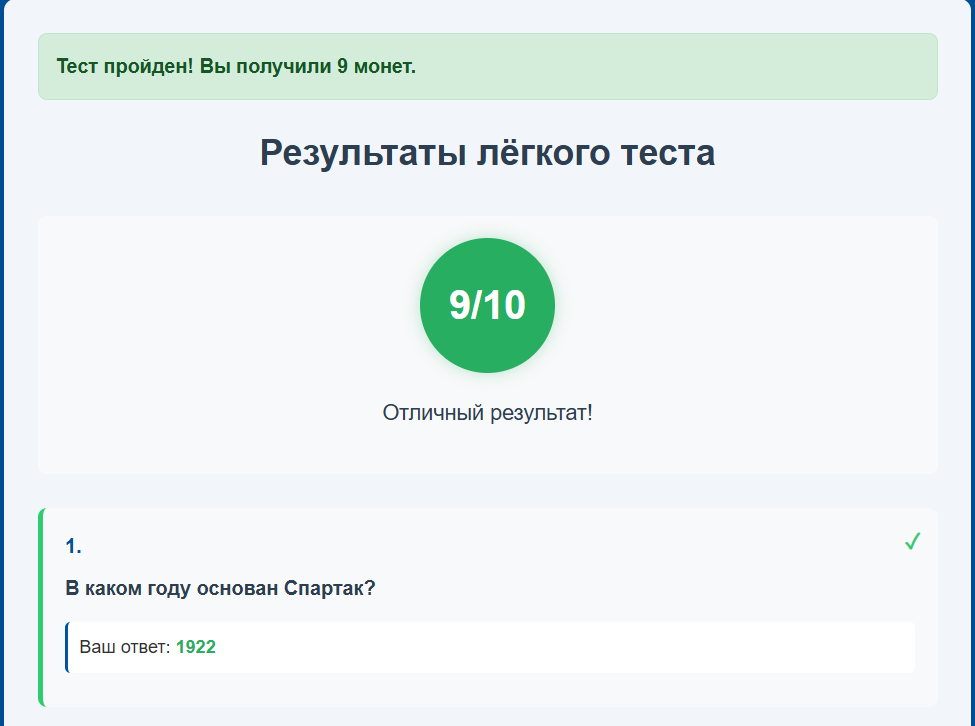 Тест пройден! Вы получили 9 монет.
Результаты лёгкого теста
9/10
Отличный результат!
1.
В каком году основан Спартак?
Ваш ответ: 1922